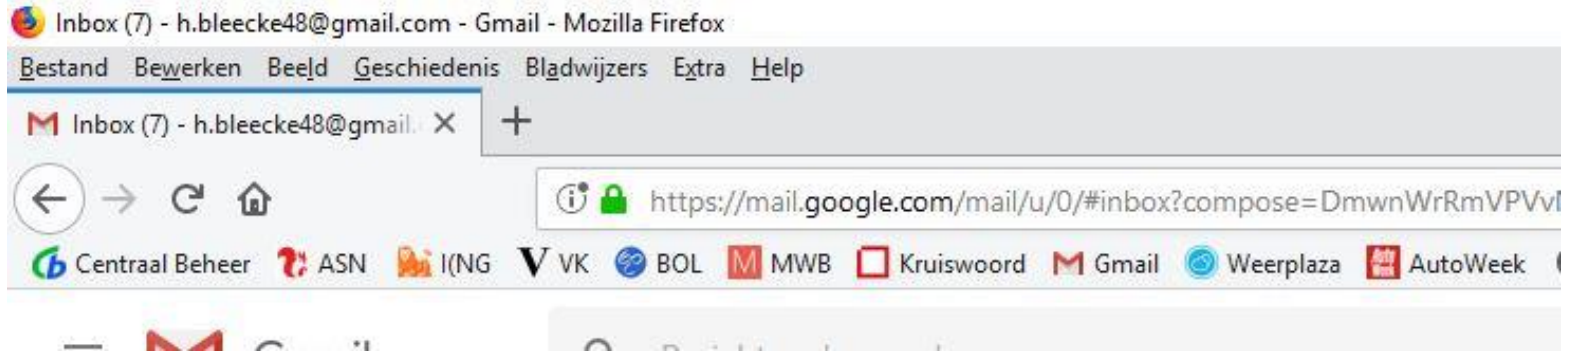 Inbox (7) - h.bleecke48@gmail.com - Gmail - Mozilla Firefox
Bestand Bewerken Beeld Geschiedenis Bladwijzers Extra Help
Inbox (7) - h.bleecke48@gmail.
https://mail.google.com/mail/u/0/#inbox?compose=DmwnWrRmVPVv
Centraal Beheer ASN I(NG V VK BOL M MWB Kruiswoord Gmail Weerplaza AutoWeek
Gmail